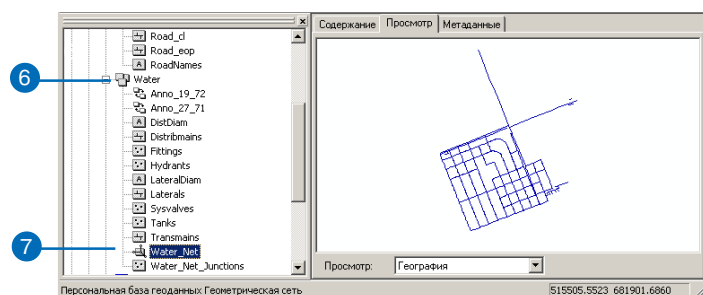 Road_cl
Road_eop
RoadNames
6
Water
Anno_19_72
Anno_27_71
DistDiam
Distribmains
Fittings
Hydrants
LateralDiam
Laterals
Sysvalves
Tanks
Transmains
7
Water_Net
Water_Net_Junctions
Содержание Просмотр Метаданные
Просмотр: География
Персональная база геоданных Геометрическая сеть 515505.5523 681901.6860